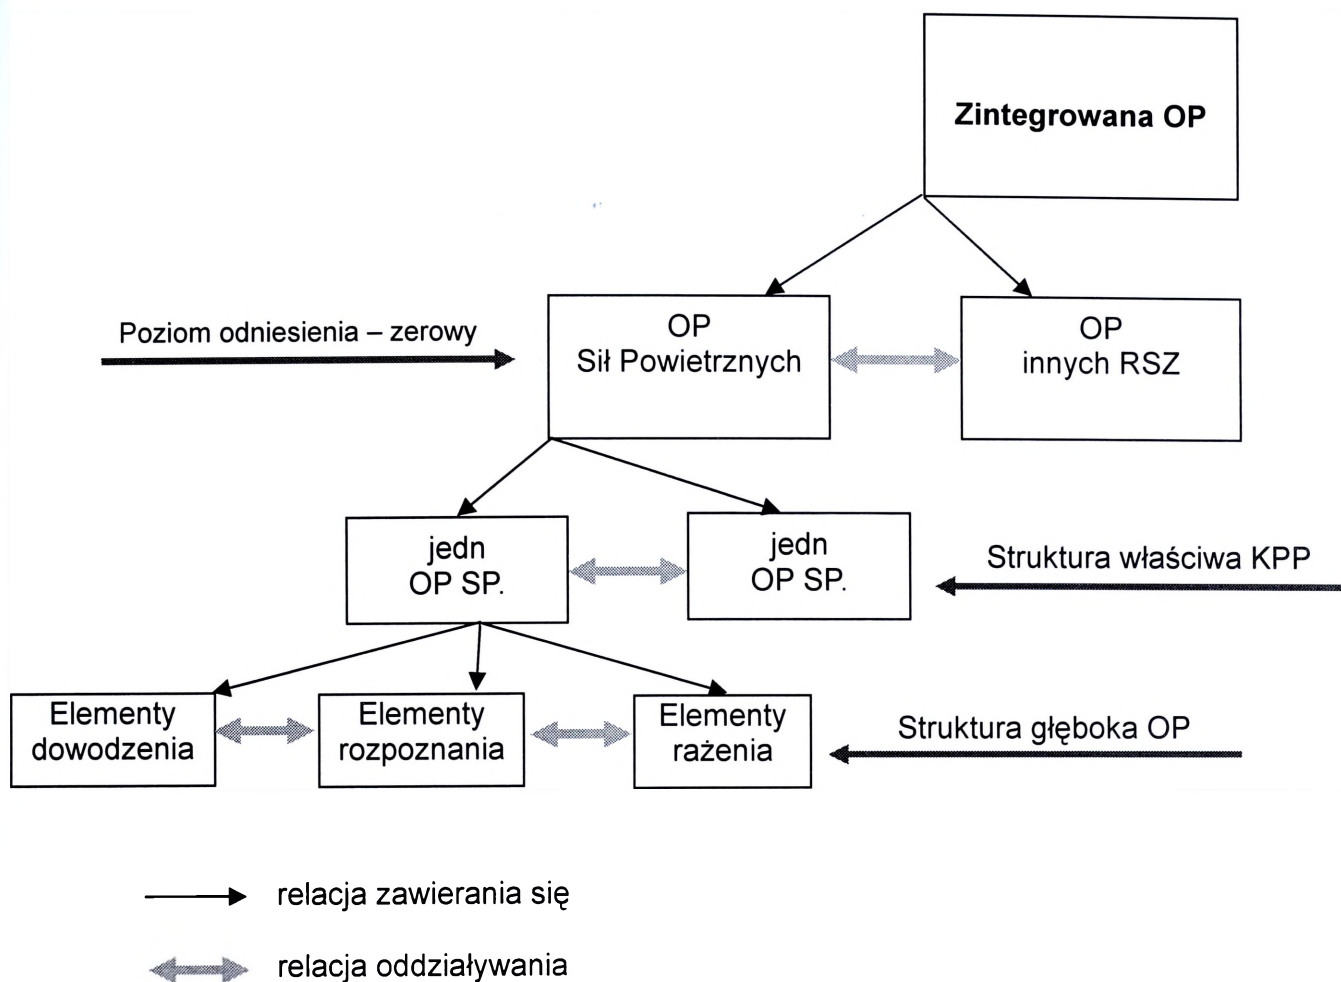 Zintegrowana OP
Poziom odniesienia – zerowy
OP
Sił Powietrznych
OP
innych RSZ
jedn
OP SP.
jedn
OP SP.
Struktura właściwa KPP
Elementy
dowodzenia
Elementy
rozpoznania
Elementy
rażenia
Struktura głęboka OP
relacja zawierania się
relacja oddziaływania